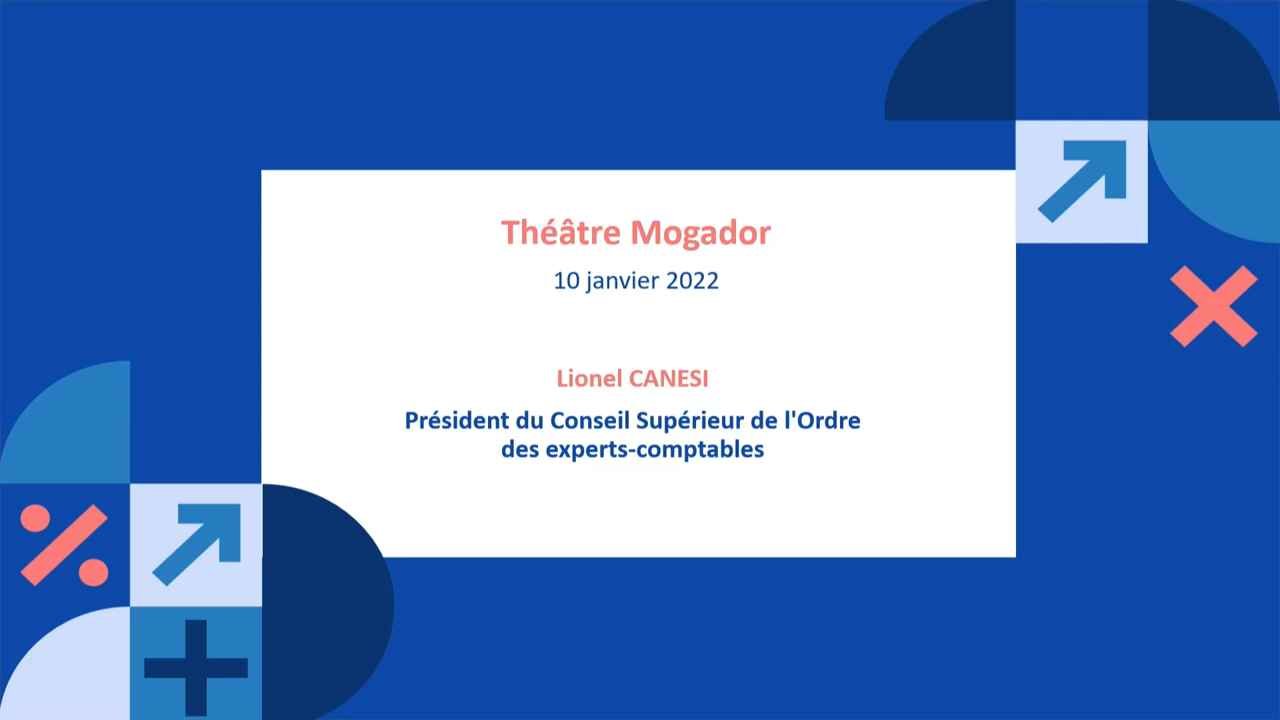 Théâtre Mogador
10 janvier 2022
Lionel CANESI
Président du Conseil Supérieur de l'Ordre
des experts-comptables